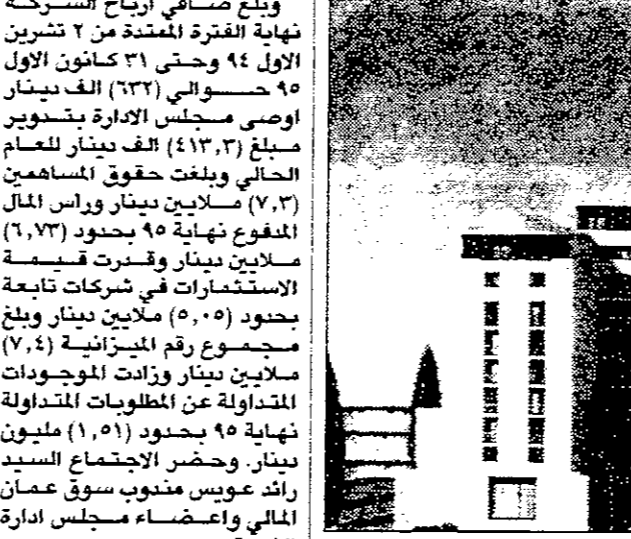 وبلغ صافي ارباح الشركة
نهاية الفترة الممتدة من ٢ تشرين
الاول ٩٤ وحتى ٣١ كانون الاول
٩٥ حوالي (٦٣٢) الف دينار
اوصى مجلس الادارة بتدوير
مبلغ (٤١٣,٣) الف دينار للعام
الحالي وبلغت حقوق المساهمين
(٧,٣) ملايين دينار وراس المال
المدفوع نهاية ٩٥ بحدود (٦,٧٣)
ملايين دينار وقدرت قيمة
الاستثمارات في شركات تابعة
بحدود (٥,٠٥) ملايين دينار وبلغ
مجموع رقم الميزانية (٧,٤)
ملايين دينار وزادت الموجودات
المتداولة عن المطلوبات المتداولة
نهاية ٩٥ بحدود (١,٥١) مليون
دينار. وحضر الاجتماع السيد
رائد عويس مندوب سوق عمان
المالي واعضاء مجلس ادارة